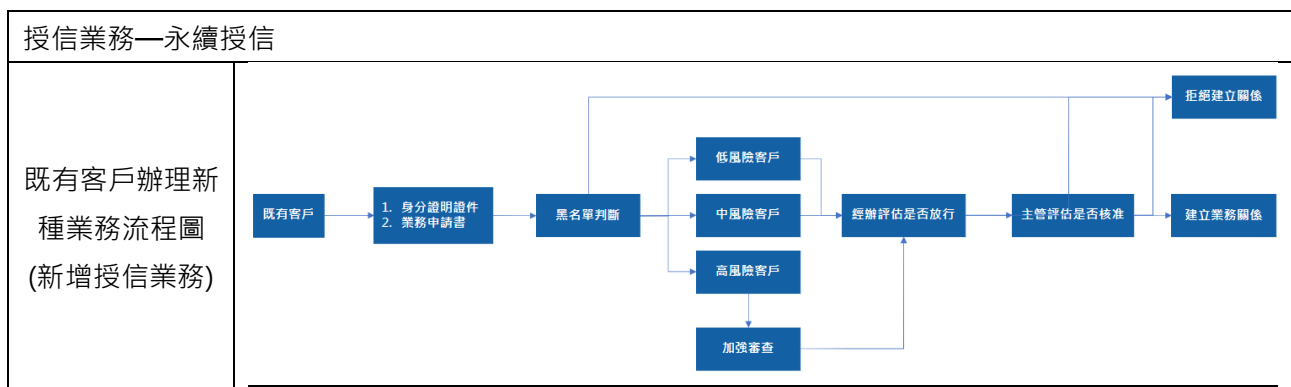 授信業務—永續授信
既有客戶辦理新
種業務流程圖
(新增授信業務)
既有客戶
1. 身分證明證件
2. 業務申請書
黑名單判斷
低風險客戶
中風險客戶
高風險客戶
加強審查
經辦評估是否放行
主管評估是否核准
拒絕建立關係
建立業務關係